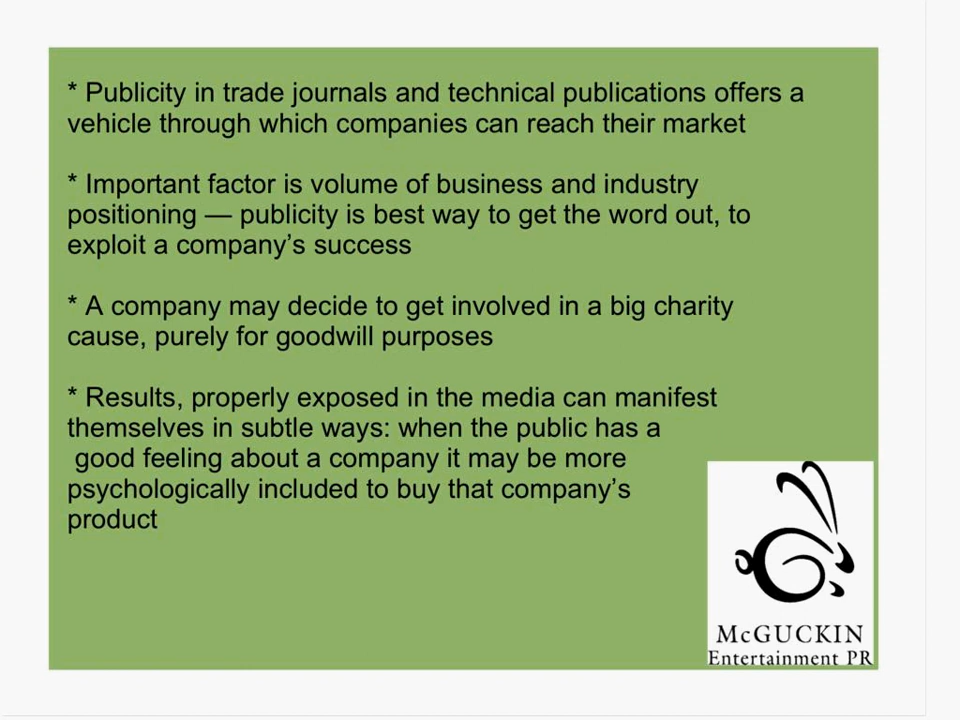 * Publicity in trade journals and technical publications offers a
vehicle through which companies can reach their market
* Important factor is volume of business and industry
positioning — publicity is best way to get the word out, to
exploit a company’s success
* A company may decide to get involved in a big charity
cause, purely for goodwill purposes
* Results, properly exposed in the media can manifest
themselves in subtle ways: when the public has a
good feeling about a company it may be more
psychologically included to buy that company’s
product
McGUCKIN
Entertainment PR